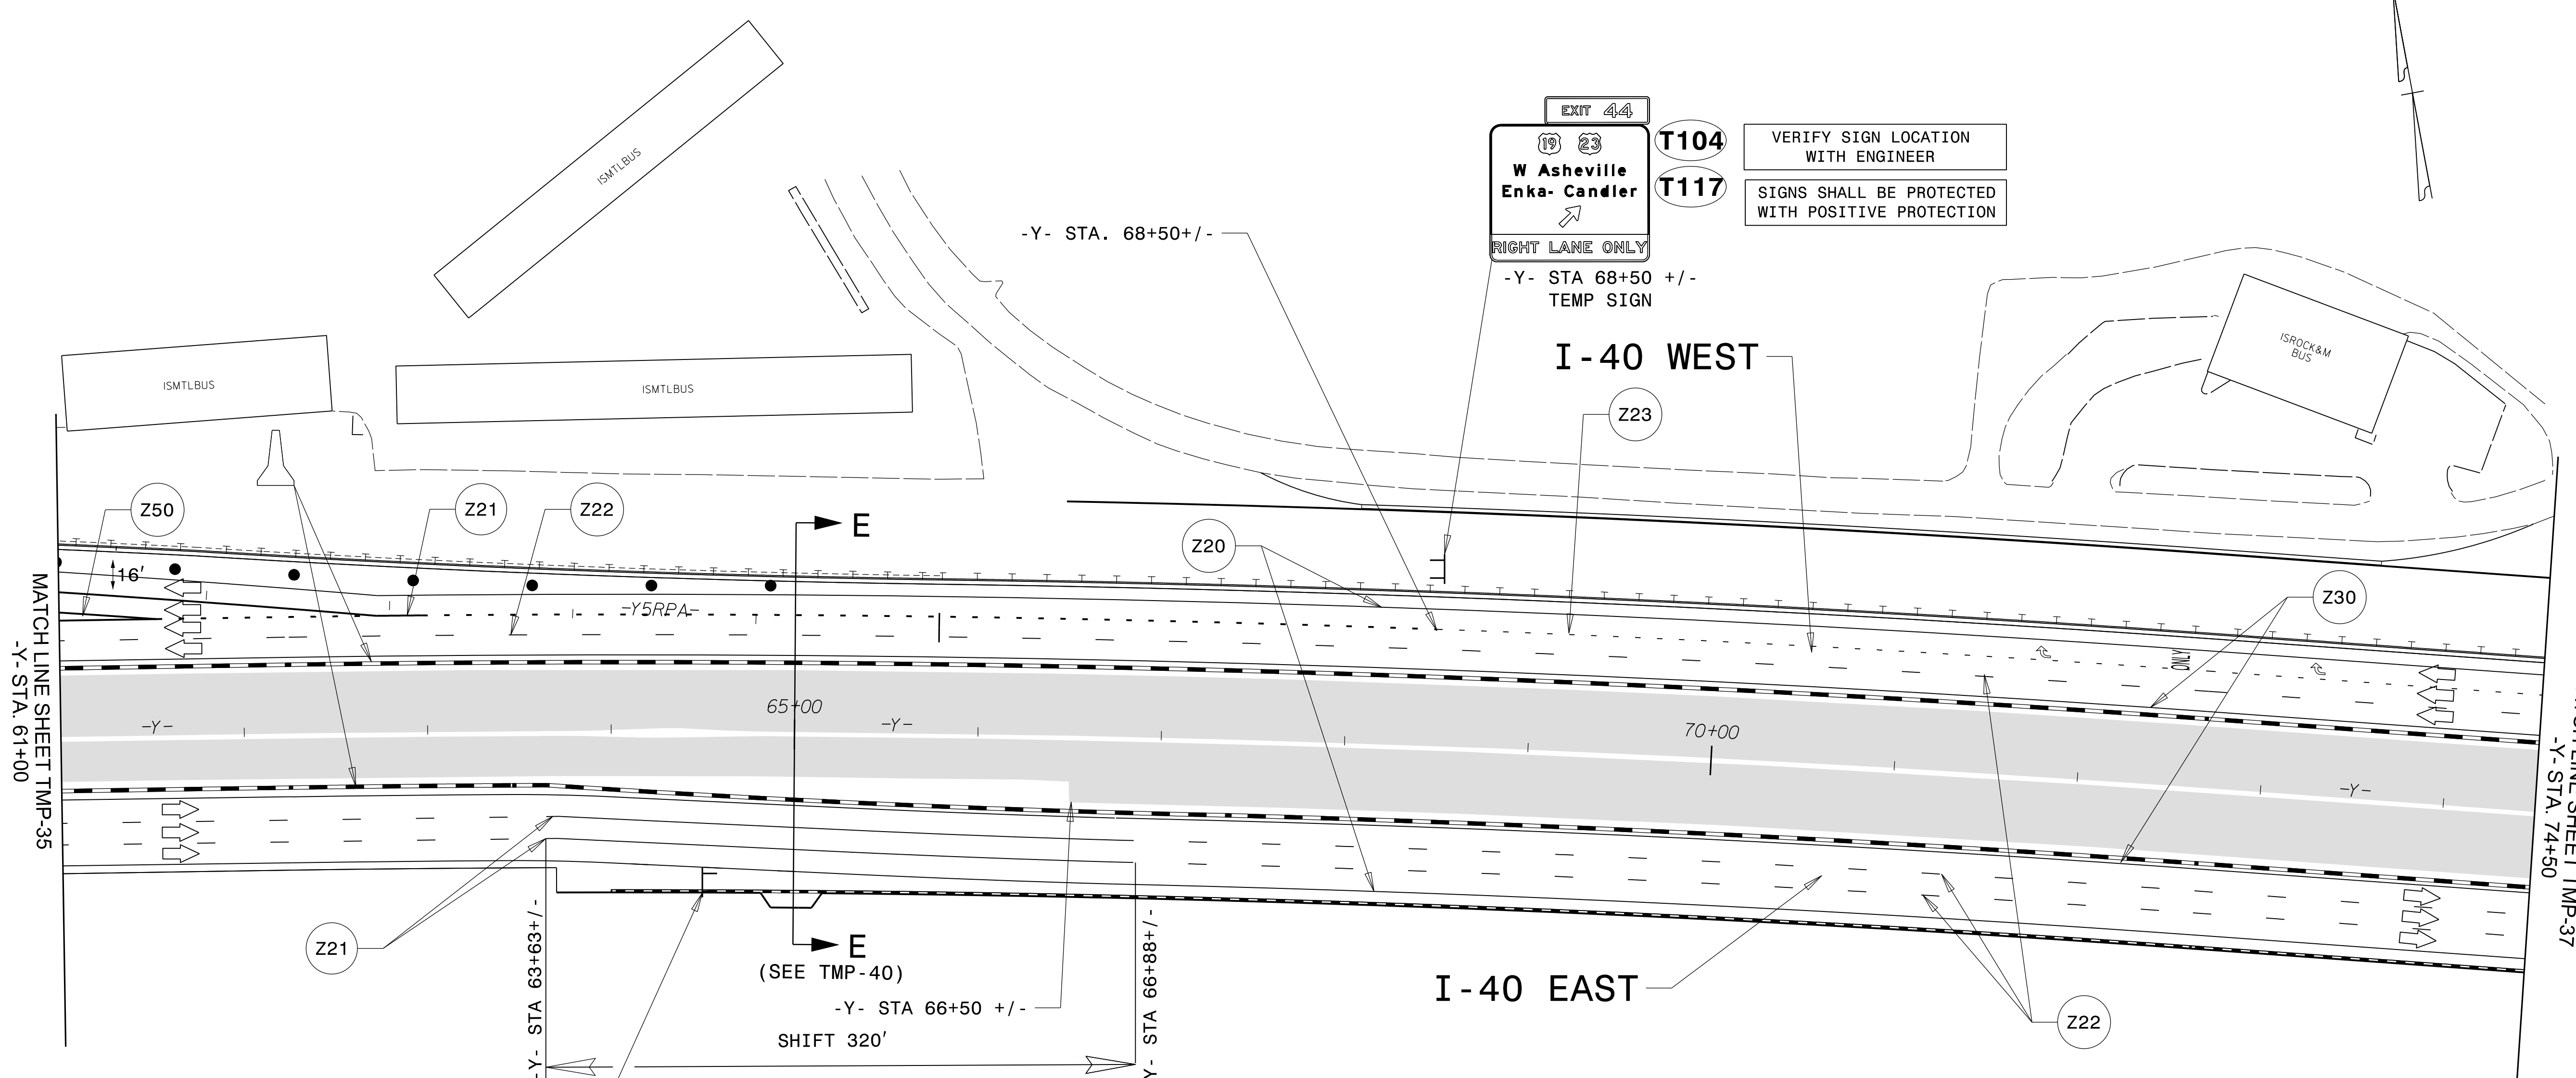 EXIT 44
19 23
W Asheville
Enka- Candler
RIGHT LANE ONLY
T104
T117
VERIFY SIGN LOCATION
WITH ENGINEER
SIGNS SHALL BE PROTECTED
WITH POSITIVE PROTECTION
-Y- STA 68+50 +/-
TEMP SIGN
-Y- STA. 68+50+/-
I-40 WEST
ISMTLBUS
ISMTLBUS
ISMTLBUS
ISROCK&M
BUS
Z23
Z50
Z21
Z22
E
Z20
Z30
16'
-Y5RPA-
ONLY
MATCH LINE SHEET TMP-35
-Y- STA. 61+00
65+00
-Y-
-Y-
70+00
-Y-
LINE SHEET TMP-37
-Y- STA. 74+50
Z21
E
(SEE TMP-40)
-Y- STA 63+63+/-
-Y- STA 66+50 +/-
Y- STA 66+88+/-
SHIFT 320'
I-40 EAST
Z22